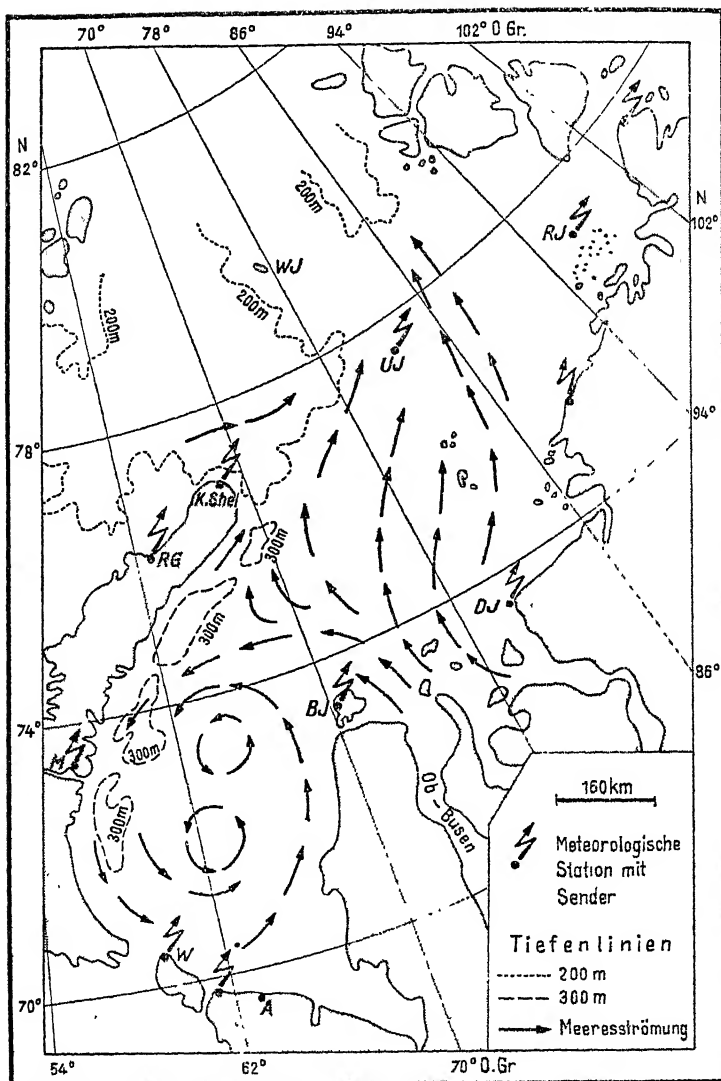 70° 78° 86° 94° 102° O Gr.
N
82°
200m
N
102°
RJ
WJ
200m
200m
UJ
94°
78°
K.Shel
300m
RG
DJ
300m
86°
BJ
74°
M
300m
Ob-Busen
300m
160km
Meteorologische
Station mit
Sender
W
Tiefenlinien
200 m
A
300 m
70°
Meeresströmung
54° 62° 70° O.Gr